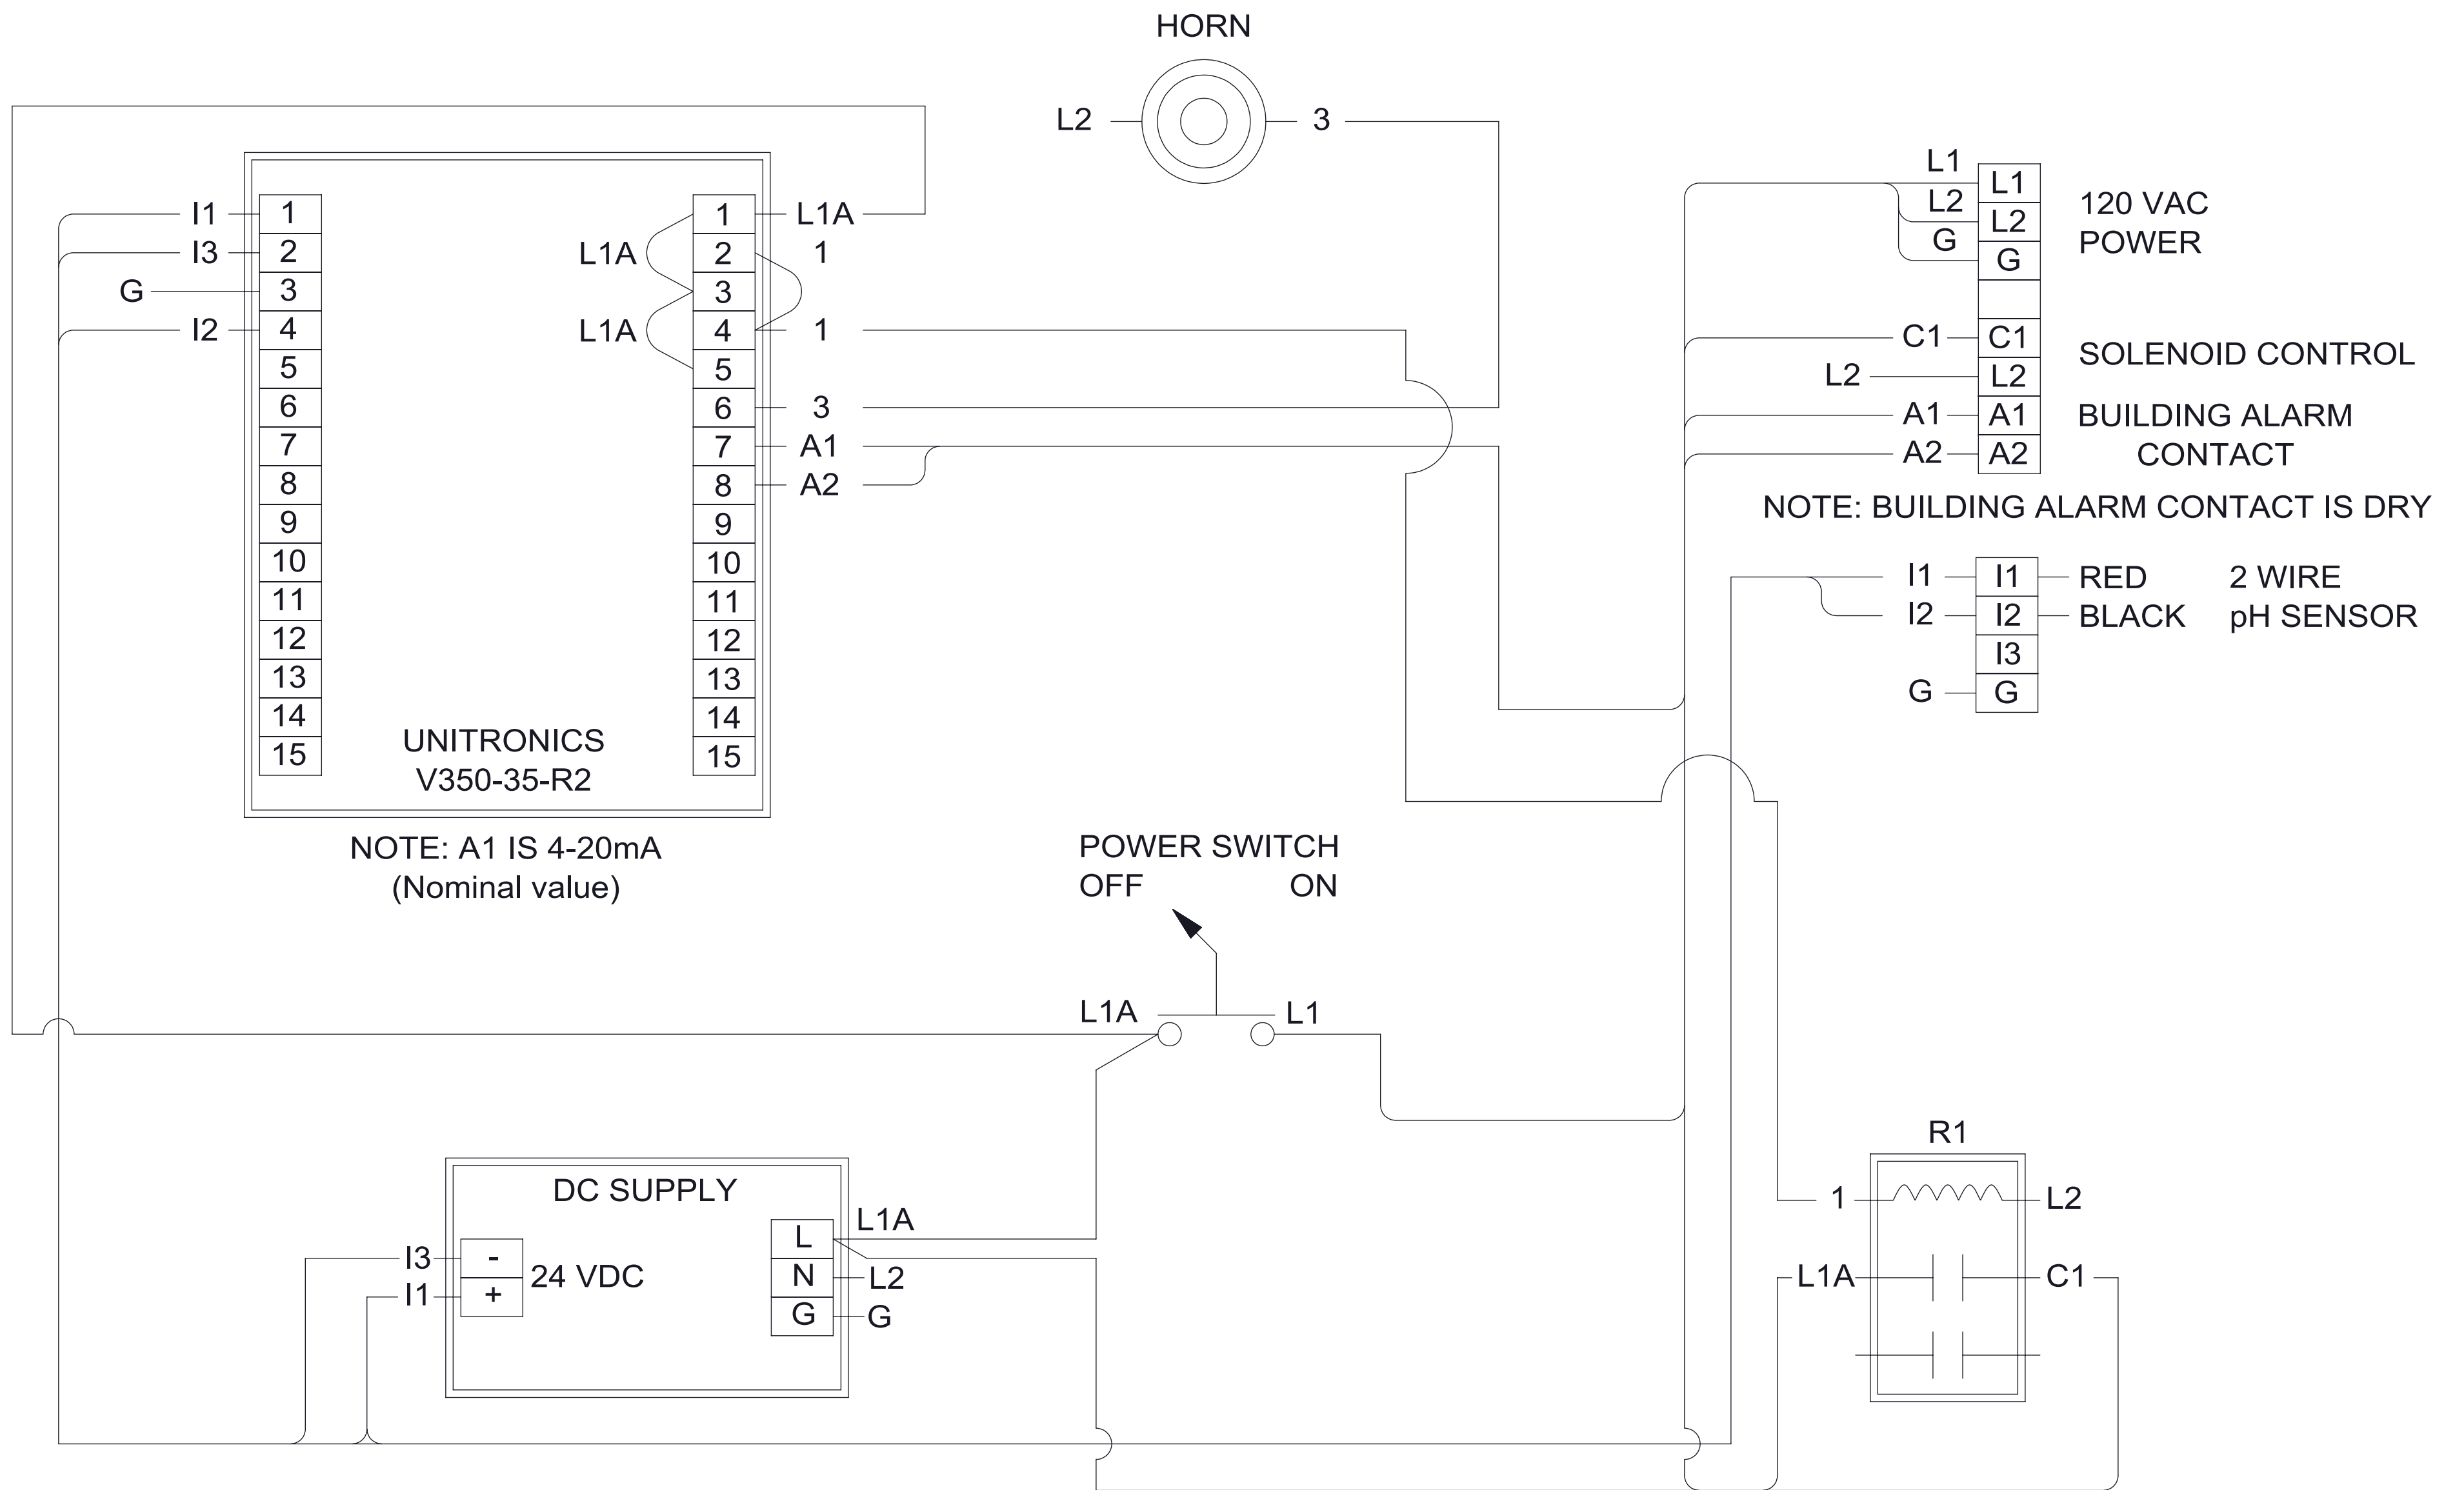 HORN
L2
3
I1
I3
G
I2
1
2
3
4
5
6
7
8
9
10
11
12
13
14
15
L1A
L1A
1
2
3
4
5
6
7
8
9
10
11
12
13
14
15
L1A
1
1
3
A1
A2
UNITRONICS
V350-35-R2
NOTE: A1 IS 4-20mA
(Nominal value)
L1
L2
G
C1
L2
A1
A2
L1
L2
G
C1
L2
A1
A2
120 VAC
POWER
SOLENOID CONTROL
BUILDING ALARM
CONTACT
NOTE: BUILDING ALARM CONTACT IS DRY
I1
I2
G
I1
I2
I3
G
RED 2 WIRE
BLACK pH SENSOR
POWER SWITCH
OFF ON
L1A
L1
DC SUPPLY
I3
I1
-
+
24 VDC
L
N
G
L1A
L2
G
R1
1
L2
L1A
C1